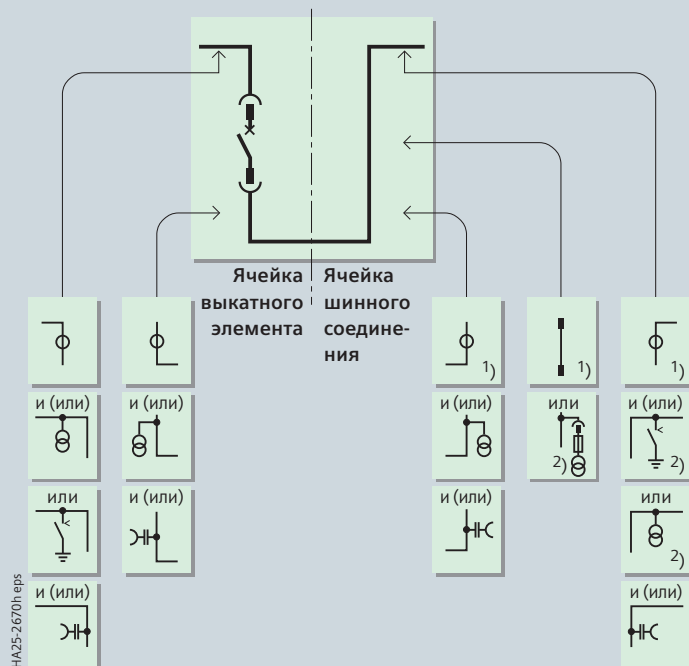 Ячейка
выкатного
элемента
Ячейка
шинного
соедине-
ния
1)
1)
1)
и (или)
и (или)
и (или)
или
2)
и (или)
2)
или
и (или)
и (или)
или
2)
и (или)
и (или)
HA25-2670h eps